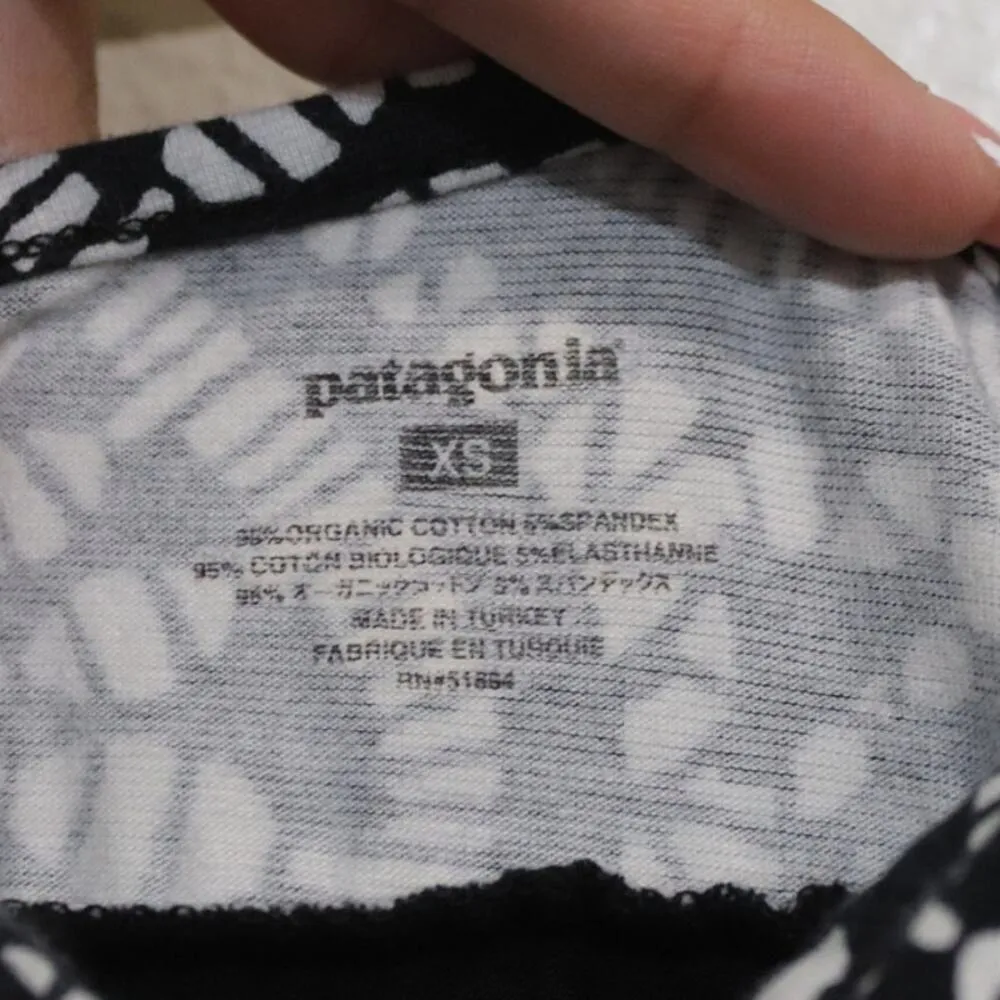 patagonia
XS
95%ORGANIC COTTON 5%SPANDEX
95% COTON BIOLOGIQUE 5%ELASTHANNE
95% オーガニックコットン 5% スパンデックス
MADE IN TURKEY
FABRIQUE EN TURQUIE
RN#51884